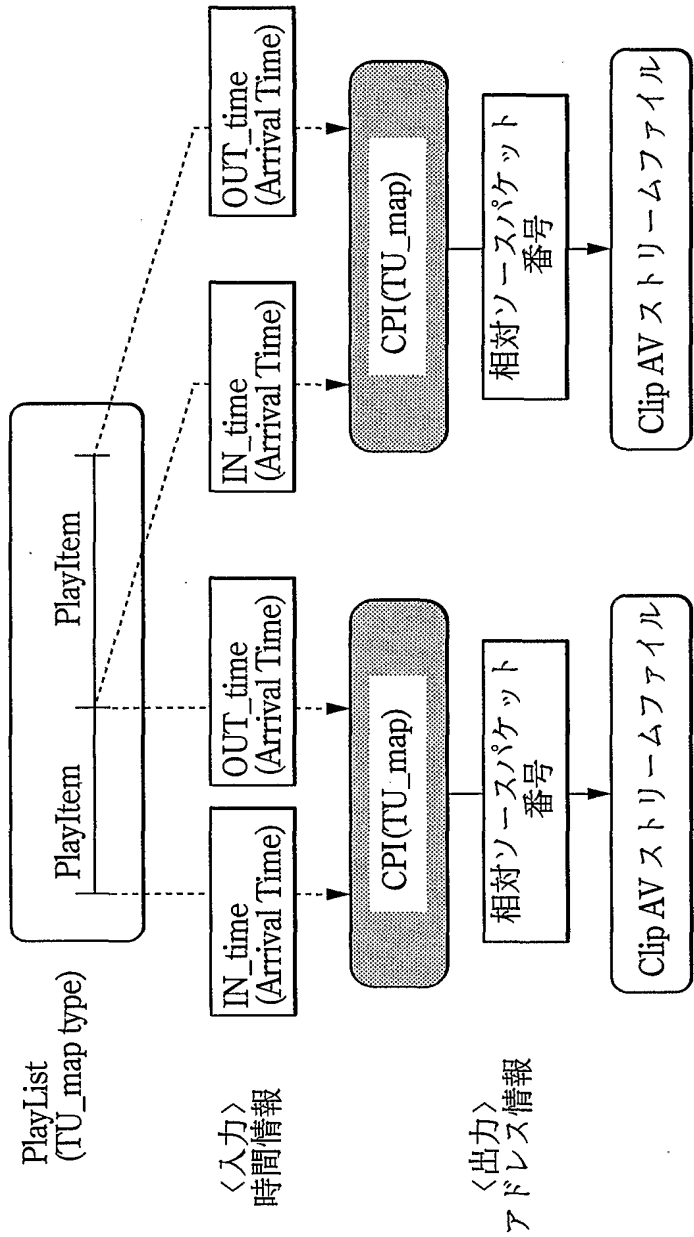 PlayList
(TU_map type)
PlayItem
PlayItem
〈入力〉
時間情報
IN_time
(Arrival Time)
OUT_time
(Arrival Time)
IN_time
(Arrival Time)
OUT_time
(Arrival Time)
CPI(TU_map)
CPI(TU_map)
〈出力〉
アドレス情報
相対ソースパケット
番号
相対ソースパケット
番号
Clip AV ストリームファイル
Clip AV ストリームファイル